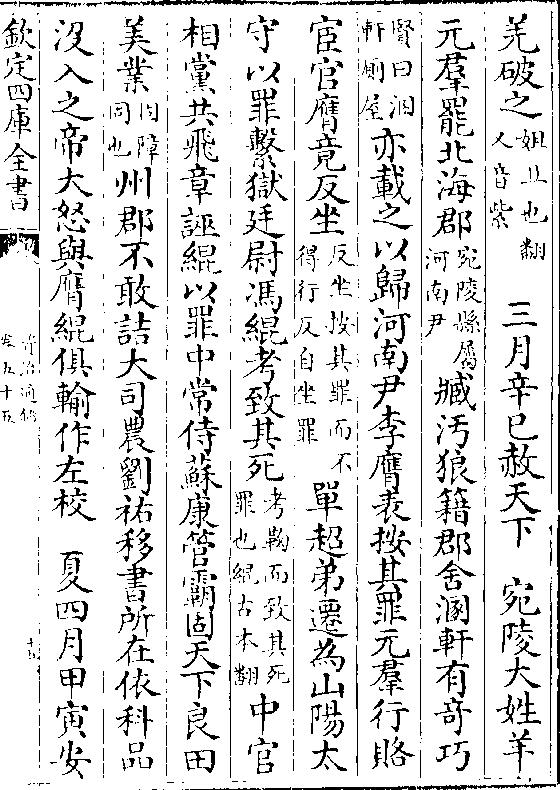 羌破之姐且也翻又音紫　三月辛巳赦天下　宛陵大姓羊
元羣罷北海郡宛陵縣屬河南尹臧汚狼籍郡舍溷軒有竒巧
賢曰溷軒厠屋亦載之以歸河南尹李膺表按其罪元羣行賂
宦官膺竟反坐反坐按其罪而不得行反自坐罪　單超弟遷為山陽太
守以罪繫獄廷尉馮緄考致其死考鞫而致其死罪也緄古本翻中官
相黨共飛章誣緄以罪中常侍蘇康管霸固天下良田
美業固障固也州郡不敢詰大司農劉祐移書所在依科品
沒入之帝大怒與膺緄俱輸作左校　夏四月甲寅安
欽定四庫全書　資治通鑑卷五十五